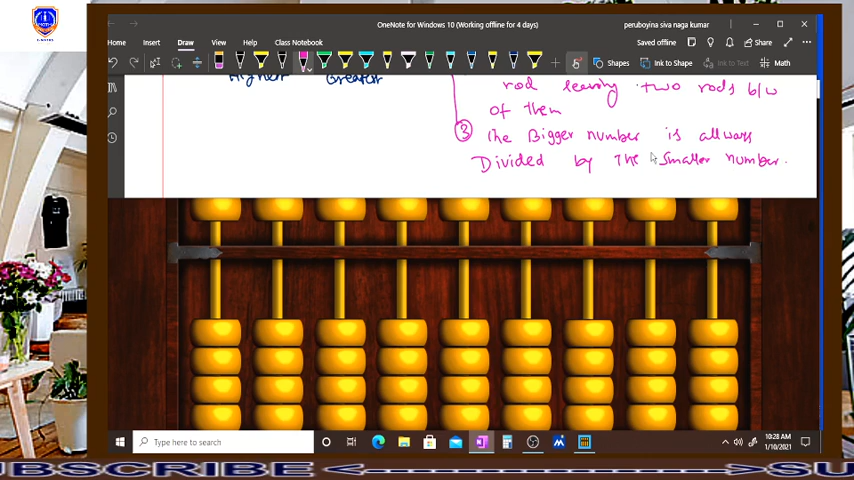 OneNote for Windows 10 (Working offline for 4 days)
peruboyina siva naga kumar
Home Insert Draw View Help Class Notebook
Saved offline Share
Shapes Ink to Shape Ink to Text Math
Highest Greatest
rod leaving two rods b/w
of them
③ The Bigger number is allways
Divided by the smaller number.
Type here to search
10:28 AM
1/10/2021
SCRIBE SU